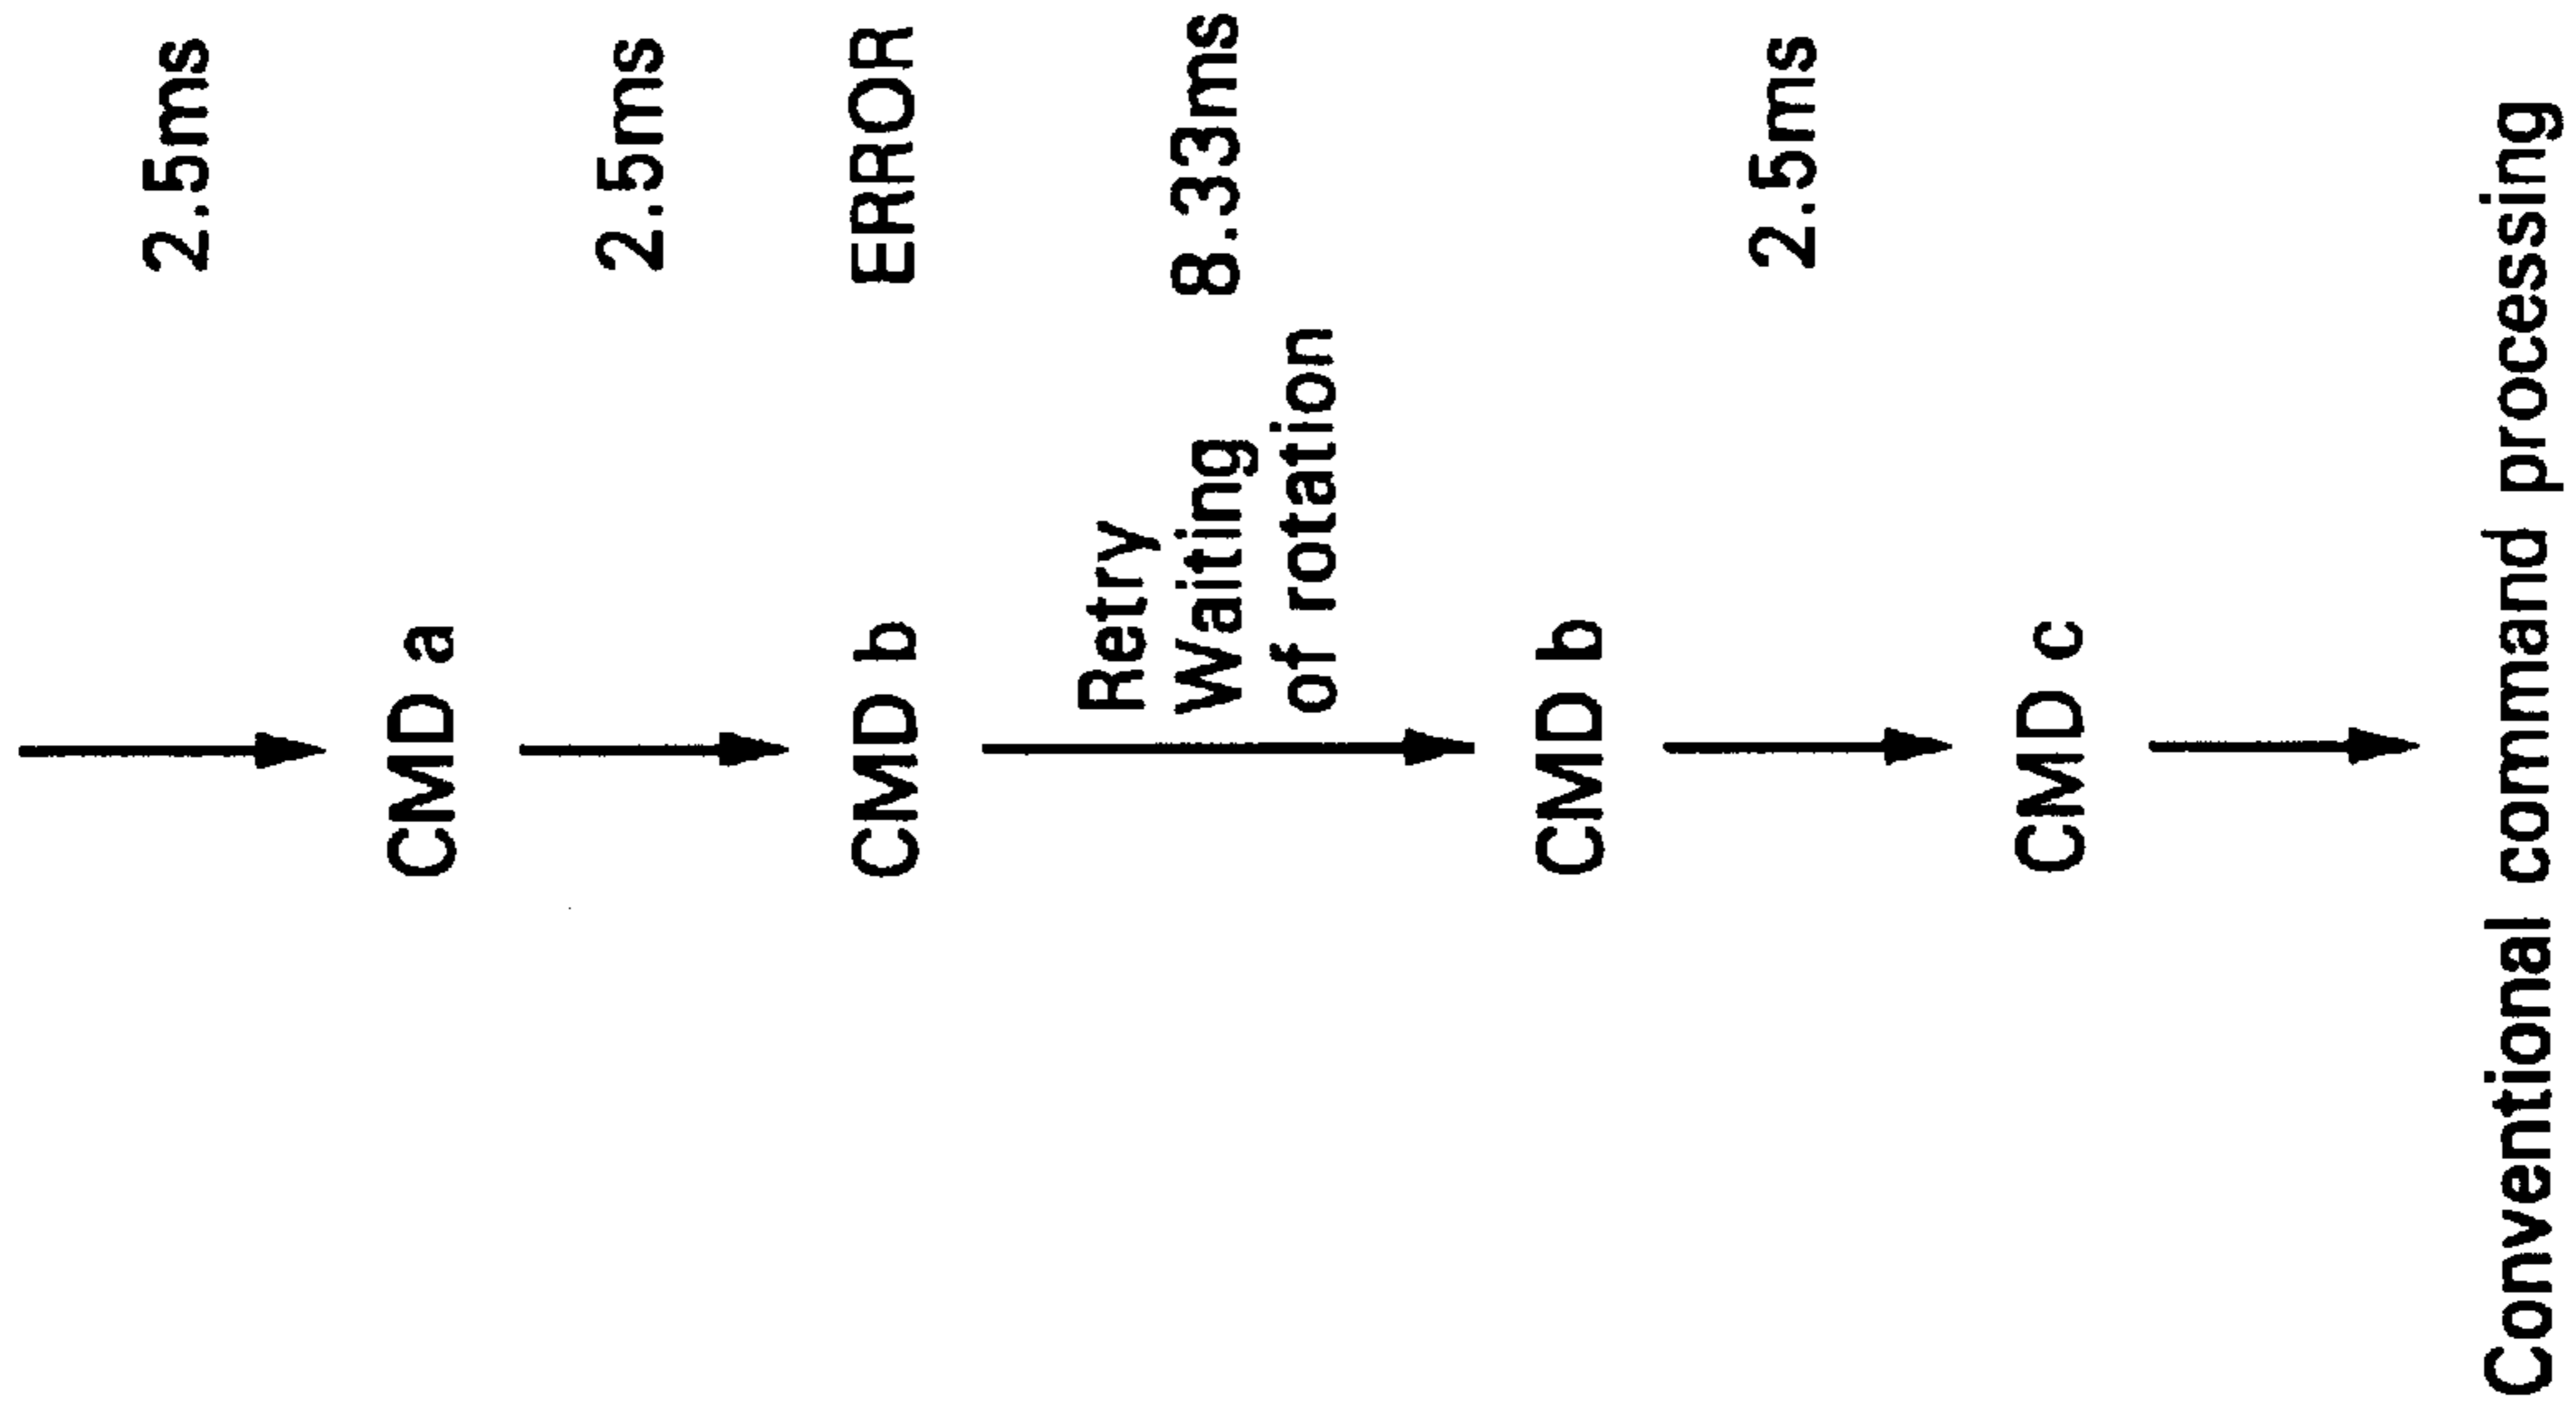 2.5ms
CMD a
2.5ms
CMD b ERROR
Retry
Waiting 8.33ms
of rotation
CMD b
2.5ms
CMD c
Conventional command processing